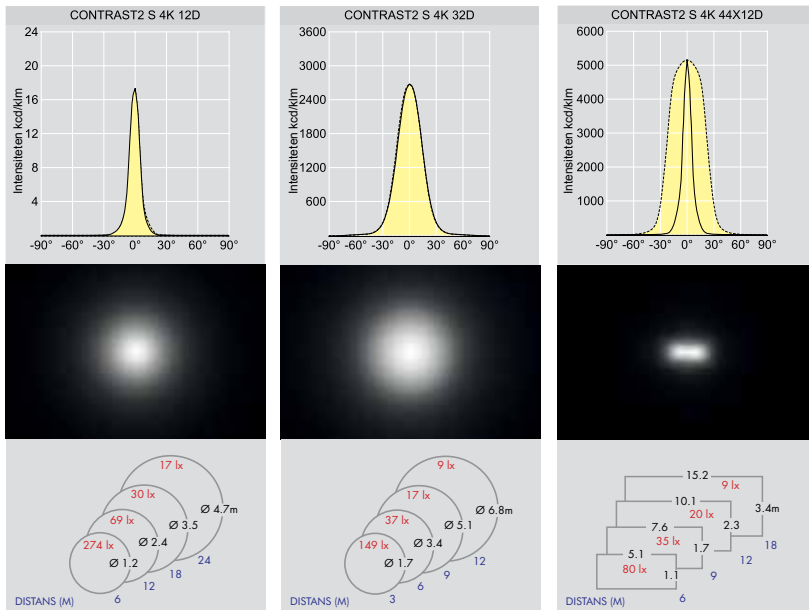 CONTRAST2 S 4K 12D
Intensiteten kcd/klm
24
20
16
12
8
4
-90° -60° -30° 0° 30° 60° 90°
17 lx
30 lx
69 lx
274 lx
Ø 4.7m
Ø 3.5
Ø 2.4
Ø 1.2
24
18
12
6
DISTANS (M)
CONTRAST2 S 4K 32D
Intensiteten kcd/klm
3600
3000
2400
1800
1200
600
-90° -60° -30° 0° 30° 60° 90°
9 lx
17 lx
37 lx
149 lx
Ø 6.8m
Ø 5.1
Ø 3.4
Ø 1.7
12
9
6
3
DISTANS (M)
CONTRAST2 S 4K 44X12D
Intensiteten kcd/klm
6000
5000
4000
3000
2000
1000
-90° -60° -30° 0° 30° 60° 90°
15.2
9 lx
10.1
3.4m
20 lx
7.6
2.3
35 lx
5.1
1.7
80 lx
1.1
18
12
9
6
DISTANS (M)